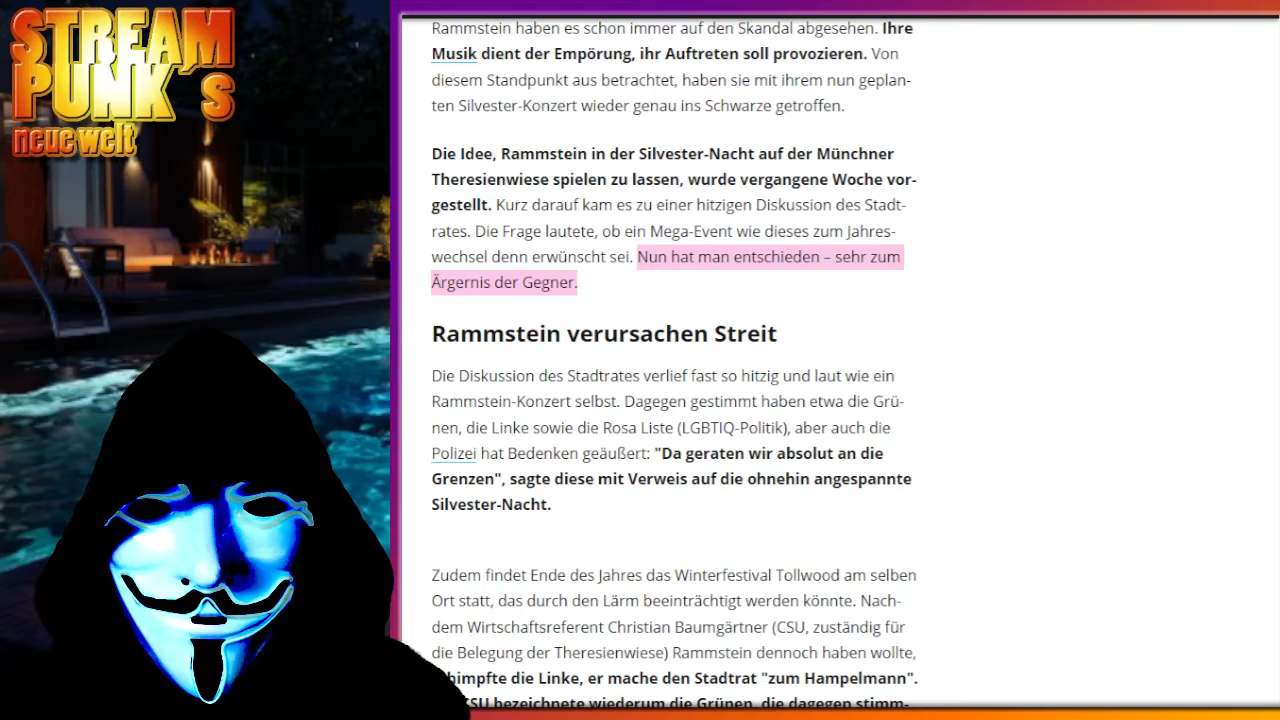 STREAM
PUNK´s
neue welt
Rammstein haben es schon immer auf den Skandal abgesehen. Ihre
Musik dient der Empörung, ihr Auftreten soll provozieren. Von
diesem Standpunkt aus betrachtet, haben sie mit ihrem nun geplan-
ten Silvester-Konzert wieder genau ins Schwarze getroffen.
Die Idee, Rammstein in der Silvester-Nacht auf der Münchner
Theresienwiese spielen zu lassen, wurde vergangene Woche vor-
gestellt. Kurz darauf kam es zu einer hitzigen Diskussion des Stadt-
rates. Die Frage lautete, ob ein Mega-Event wie dieses zum Jahres-
wechsel denn erwünscht sei. Nun hat man entschieden – sehr zum
Ärgernis der Gegner.
Rammstein verursachen Streit
Die Diskussion des Stadtrates verlief fast so hitzig und laut wie ein
Rammstein-Konzert selbst. Dagegen gestimmt haben etwa die Grü-
nen, die Linke sowie die Rosa Liste (LGBTIQ-Politik), aber auch die
Polizei hat Bedenken geäußert: "Da geraten wir absolut an die
Grenzen", sagte diese mit Verweis auf die ohnehin angespannte
Silvester-Nacht.
Zudem findet Ende des Jahres das Winterfestival Tollwood am selben
Ort statt, das durch den Lärm beeinträchtigt werden könnte. Nach-
dem Wirtschaftsreferent Christian Baumgärtner (CSU, zuständig für
die Belegung der Theresienwiese) Rammstein dennoch haben wollte,
himpfte die Linke, er mache den Stadtrat "zum Hampelmann".
SU bezeichnete wiederum die Grünen, die dagegen stimm-